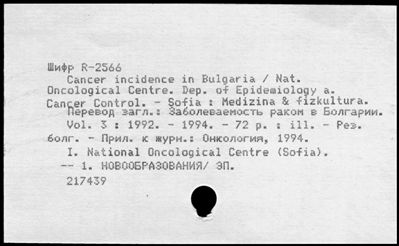 Шифр R-2566
Cancer incidence in Bulgaria / Nat.
Oncological Centre. Dep. of Epidemiology a.
Cancer Control. - Sofia : Medizina & fizkultura.
Перевод загл.: Заболеваемость раком в Болгарии.
Vol. 3 : 1992. - 1994. - 72 p. : ill. - Рез.
болг. - Прил. к журн.: Онкология, 1994.
I. National Oncological Centre (Sofia).
-- 1. НОВООБРАЗОВАНИЯ/ ЭП.
217439